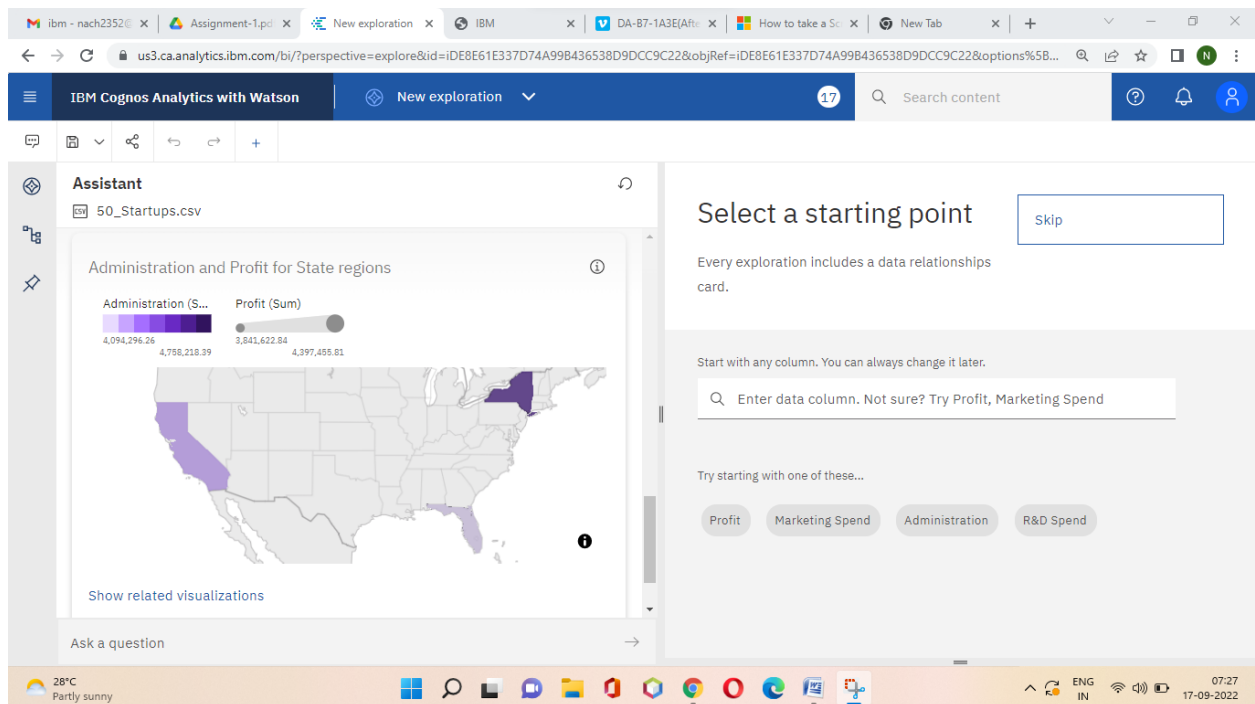 ibm - nach2352@
Assignment-1.pd
New exploration
IBM
DA-B7-1A3E(Afte
How to take a Sc
New Tab
us3.ca.analytics.ibm.com/bi/?perspective=explore&id=iDE8E61E337D74A99B436538D9DCC9C22&objRef=iDE8E61E337D74A99B436538D9DCC9C22&options%5B...
N
IBM Cognos Analytics with Watson
New exploration
17
Search content
Assistant
CSV 50_Startups.csv
Administration and Profit for State regions
Administration (S... Profit (Sum)
4,094,296.26 3,841,622.84
4,758,218.39 4,397,455.81
Show related visualizations
Ask a question
Select a starting point
Skip
Every exploration includes a data relationships
card.
Start with any column. You can always change it later.
Enter data column. Not sure? Try Profit, Marketing Spend
Try starting with one of these...
Profit Marketing Spend Administration R&D Spend
28°C
Partly sunny
ENG
IN
07:27
17-09-2022